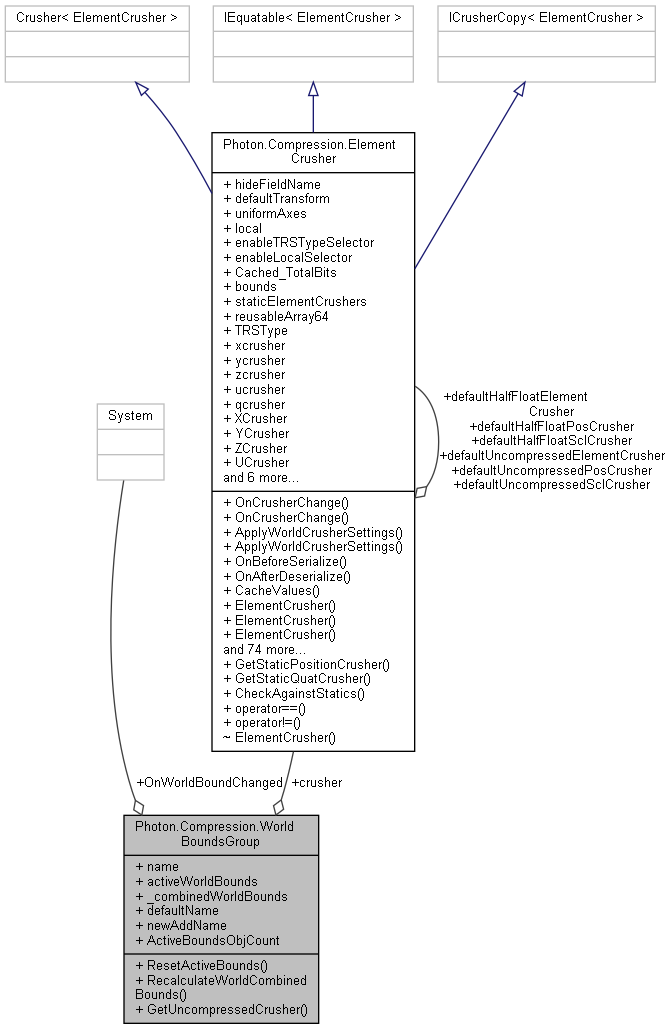 Crusher< ElementCrusher >
IEquatable< ElementCrusher >
ICrusherCopy< ElementCrusher >
Photon.Compression.Element
Crusher
+ hideFieldName
+ defaultTransform
+ uniformAxes
+ local
+ enableTRSTypeSelector
+ enableLocalSelector
+ Cached_TotalBits
+ bounds
+ staticElementCrushers
+ reusableArray64
+ TRSType
+ xcrusher
+ ycrusher
+ zcrusher
+ ucrusher
+ qcrusher
+ XCrusher
+ YCrusher
+ ZCrusher
+ UCrusher
and 6 more...
+ OnCrusherChange()
+ OnCrusherChange()
+ ApplyWorldCrusherSettings()
+ ApplyWorldCrusherSettings()
+ OnBeforeSerialize()
+ OnAfterDeserialize()
+ CacheValues()
+ ElementCrusher()
+ ElementCrusher()
+ ElementCrusher()
and 74 more...
+ GetStaticPositionCrusher()
+ GetStaticQuatCrusher()
+ CheckAgainstStatics()
+ operator==()
+ operator!=()
~ ElementCrusher()
+defaultHalfFloatElement
Crusher
+defaultHalfFloatPosCrusher
+defaultHalfFloatSclCrusher
+defaultUncompressedElementCrusher
+defaultUncompressedPosCrusher
+defaultUncompressedSclCrusher
System
+OnWorldBoundChanged
+crusher
Photon.Compression.World
BoundsGroup
+ name
+ activeWorldBounds
+ _combinedWorldBounds
+ defaultName
+ newAddName
+ ActiveBoundsObjCount
+ ResetActiveBounds()
+ RecalculateWorldCombined
Bounds()
+ GetUncompressedCrusher()